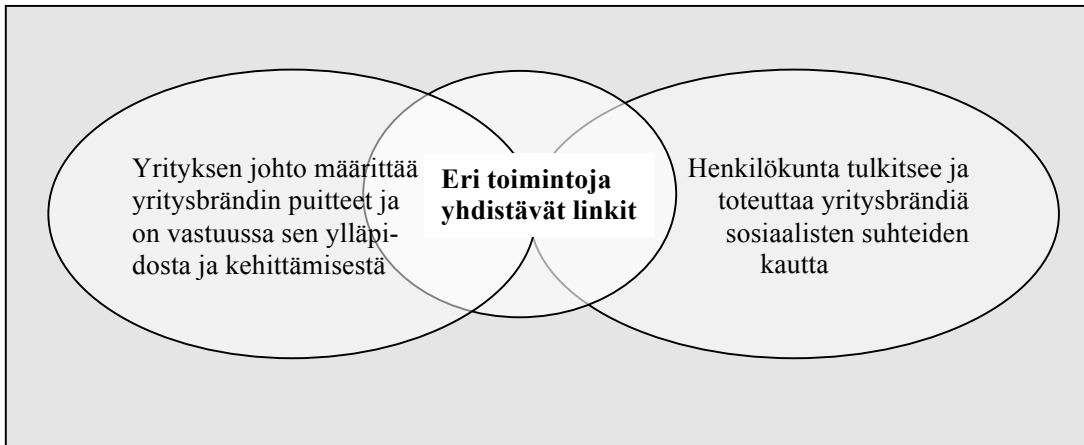 Yrityksen johto määrittää
yritysbrändin puitteet ja
on vastuussa sen ylläpi-
dosta ja kehittämisestä
Eri toimintoja
yhdistävät linkit
Henkilökunta tulkitsee ja
toteuttaa yritysbrändiä
sosiaalisten suhteiden
kautta